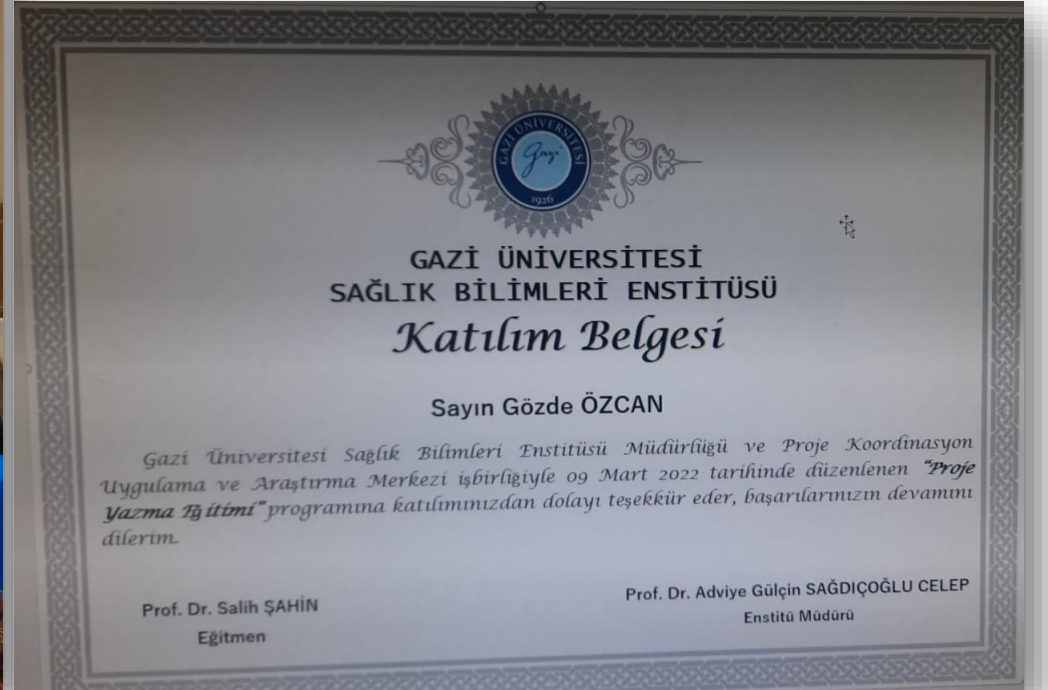 GAZİ ÜNİVERSİTESİ
Gazi
1926
GAZİ ÜNİVERSİTESİ
SAĞLIK BİLİMLERİ ENSTİTÜSÜ
Katılım Belgesi
Sayın Gözde ÖZCAN
Gazi Üniversitesi Sağlık Bilimleri Enstitüsü Müdürlüğü ve Proje Koordinasyon
Uygulama ve Araştırma Merkezi işbirliğiyle 09 Mart 2022 tarihinde düzenlenen “Proje
Yazma Eğitimi” programına katılımınızdan dolayı teşekkür eder, başarılarınızın devamını
dilerim.
Prof. Dr. Salih ŞAHİN
Eğitmen
Prof. Dr. Adviye Gülçin SAĞDIÇOĞLU CELEP
Enstitü Müdürü